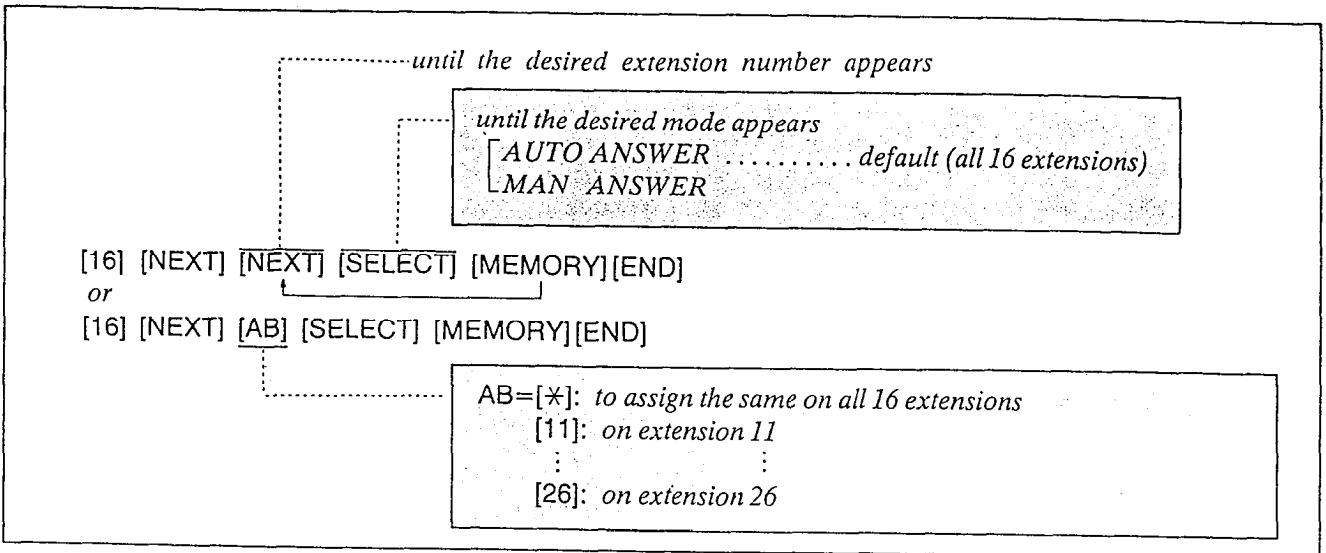 until the desired extension number appears
until the desired mode appears
AUTO ANSWER .......... default (all 16 extensions)
MAN ANSWER
[16] [NEXT] [NEXT] [SELECT] [MEMORY] [END]
or
[16] [NEXT] [AB] [SELECT] [MEMORY] [END]
AB=[*]: to assign the same on all 16 extensions
[11]: on extension 11
⋮ ⋮
[26]: on extension 26